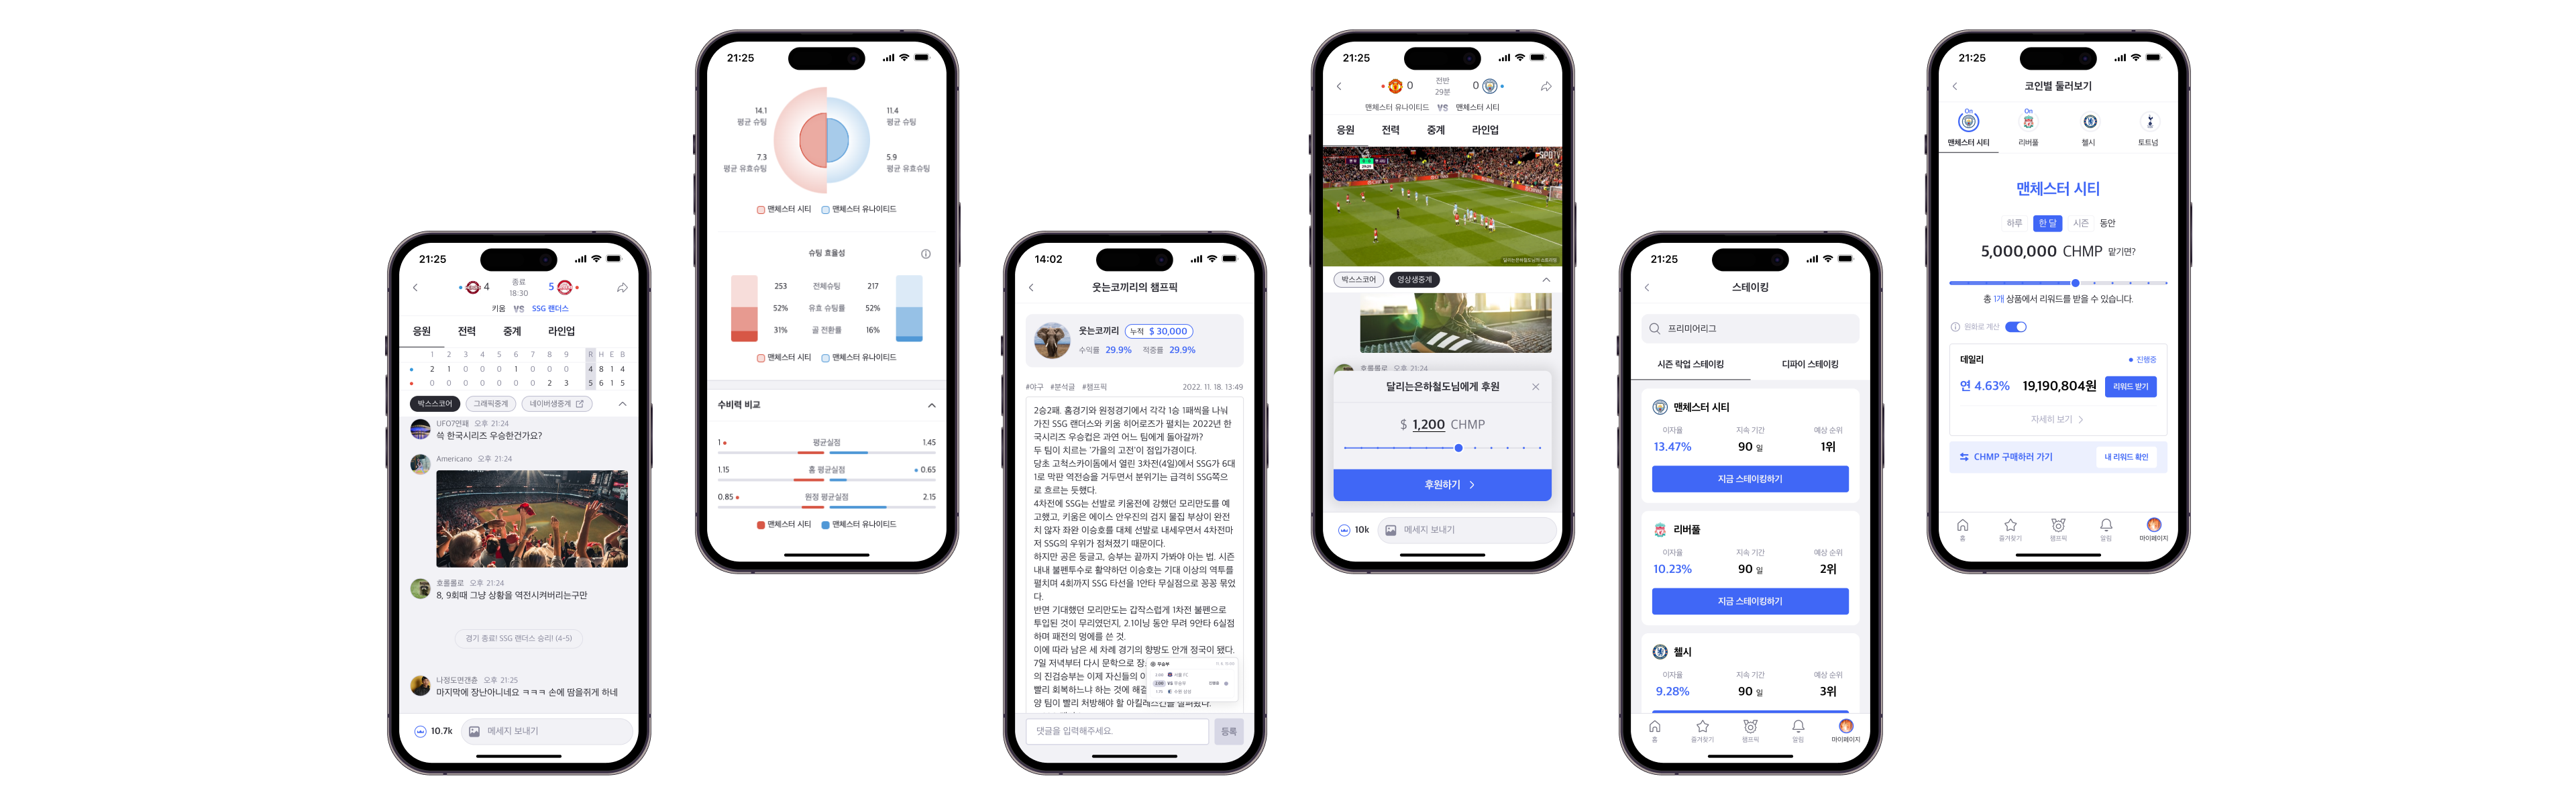 21:25
4
종료
18:30
5
키움 VS SSG 랜더스
응원 전력 중계 라인업
1 2 3 4 5 6 7 8 9 R H E B
2 1 0 0 0 1 0 0 0 4 8 1 4
0 0 0 0 0 0 0 2 3 5 6 1 5
박스스코어 그래픽중계 네이버생중계
UFO7안패 오후 21:24
쓱 한국시리즈 우승한건가요?
Americano 오후 21:24
호롤롤로 오후 21:24
8, 9회때 그냥 상황을 역전시켜버리는구만
경기 종료! SSG 랜더스 승리! (4-5)
나정도면갠춘 오후 21:25
마지막에 장난아니네요 ㅋㅋㅋ 손에 땀을쥐게 하네
10.7k 메세지 보내기
21:25
14.1
평균 슈팅
11.4
평균 슈팅
7.3
평균 유효슈팅
5.9
평균 유효슈팅
맨체스터 시티 맨체스터 유나이티드
슈팅 효율성
253 전체슈팅 217
52% 유효 슈팅률 52%
31% 골 전환률 16%
맨체스터 시티 맨체스터 유나이티드
수비력 비교
1 평균실점 1.45
1.15 홈 평균실점 0.65
0.85 원정 평균실점 2.15
맨체스터 시티 맨체스터 유나이티드
14:02
웃는코끼리의 챔프픽
웃는코끼리 누적 $ 30,000
수익률 29.9% 적중률 29.9%
#야구 #분석글 #챔프픽 2022. 11. 18, 13:49
2승2패. 홈경기와 원정경기에서 각각 1승 1패씩을 나눠
가진 SSG 랜더스와 키움 히어로즈가 펼치는 2022년 한
국시리즈 우승컵은 과연 어느 팀에게 돌아갈까?
두 팀이 치르는 '가을의 고전'이 점입가경이다.
당초 고척스카이돔에서 열린 3차전(4일)에서 SSG가 6대
1로 막판 역전승을 거두면서 분위기는 급격히 SSG쪽으
로 흐르는 듯했다.
4차전에 SSG는 선발로 키움전에 강했던 모리만도를 예
고했고, 키움은 에이스 안우진의 검지 물집 부상이 완전
치 않자 좌완 이승호를 대체 선발로 내세우면서 4차전마
저 SSG의 우위가 점쳐졌기 때문이다.
하지만 공은 둥글고, 승부는 끝까지 가봐야 아는 법. 시즌
내내 불펜투수로 활약하던 이승호는 기대 이상의 역투를
펼치며 4회까지 SSG 타선을 1안타 무실점으로 꽁꽁 묶었
다.
반면 기대했던 모리만도는 갑작스럽게 1차전 불펜으로
투입된 것이 무리였던지, 2.1이닝 동안 무려 9안타 6실점
하며 패전의 멍에를 쓴 것.
이에 따라 남은 세 차례 경기의 향방도 안개 정국이 됐다.
7일 저녁부터 다시 문학으로 장
의 진검승부는 이제 자신들의 이
빨리 회복하느냐 하는 것에 해결
양 팀이 빨리 처방해야 할 아킬레스건을 살펴봤다.
댓글을 입력해주세요. 등록
21:25
0
전반
29분
0
맨체스터 유나이티드 VS 맨체스터 시티
응원 전력 중계 라인업
SPOTV
달리는은하철도님의 스트리밍
박스스코어 영상생중계
호롤롤로 오후 21:24
달리는은하철도님에게 후원
$ 1,200 CHMP
후원하기
10k 메세지 보내기
21:25
스테이킹
프리미어리그
시즌 락업 스테이킹 디파이 스테이킹
맨체스터 시티
이자율 지속 기간 예상 순위
13.47% 90 일 1위
지금 스테이킹하기
리버풀
이자율 지속 기간 예상 순위
10.23% 90 일 2위
지금 스테이킹하기
첼시
이자율 지속 기간 예상 순위
9.28% 90 일 3위
홈 즐겨찾기 챔프픽 알림 마이페이지
21:25
코인별 둘러보기
On On
맨체스터 시티 리버풀 첼시 토트넘
맨체스터 시티
하루 한 달 시즌 동안
5,000,000 CHMP 맡기면?
총 1개 상품에서 리워드를 받을 수 있습니다.
원화로 계산
데일리 진행중
연 4.63% 19,190,804원 리워드 받기
자세히 보기
CHMP 구매하러 가기 내 리워드 확인
홈 즐겨찾기 챔프픽 알림 마이페이지